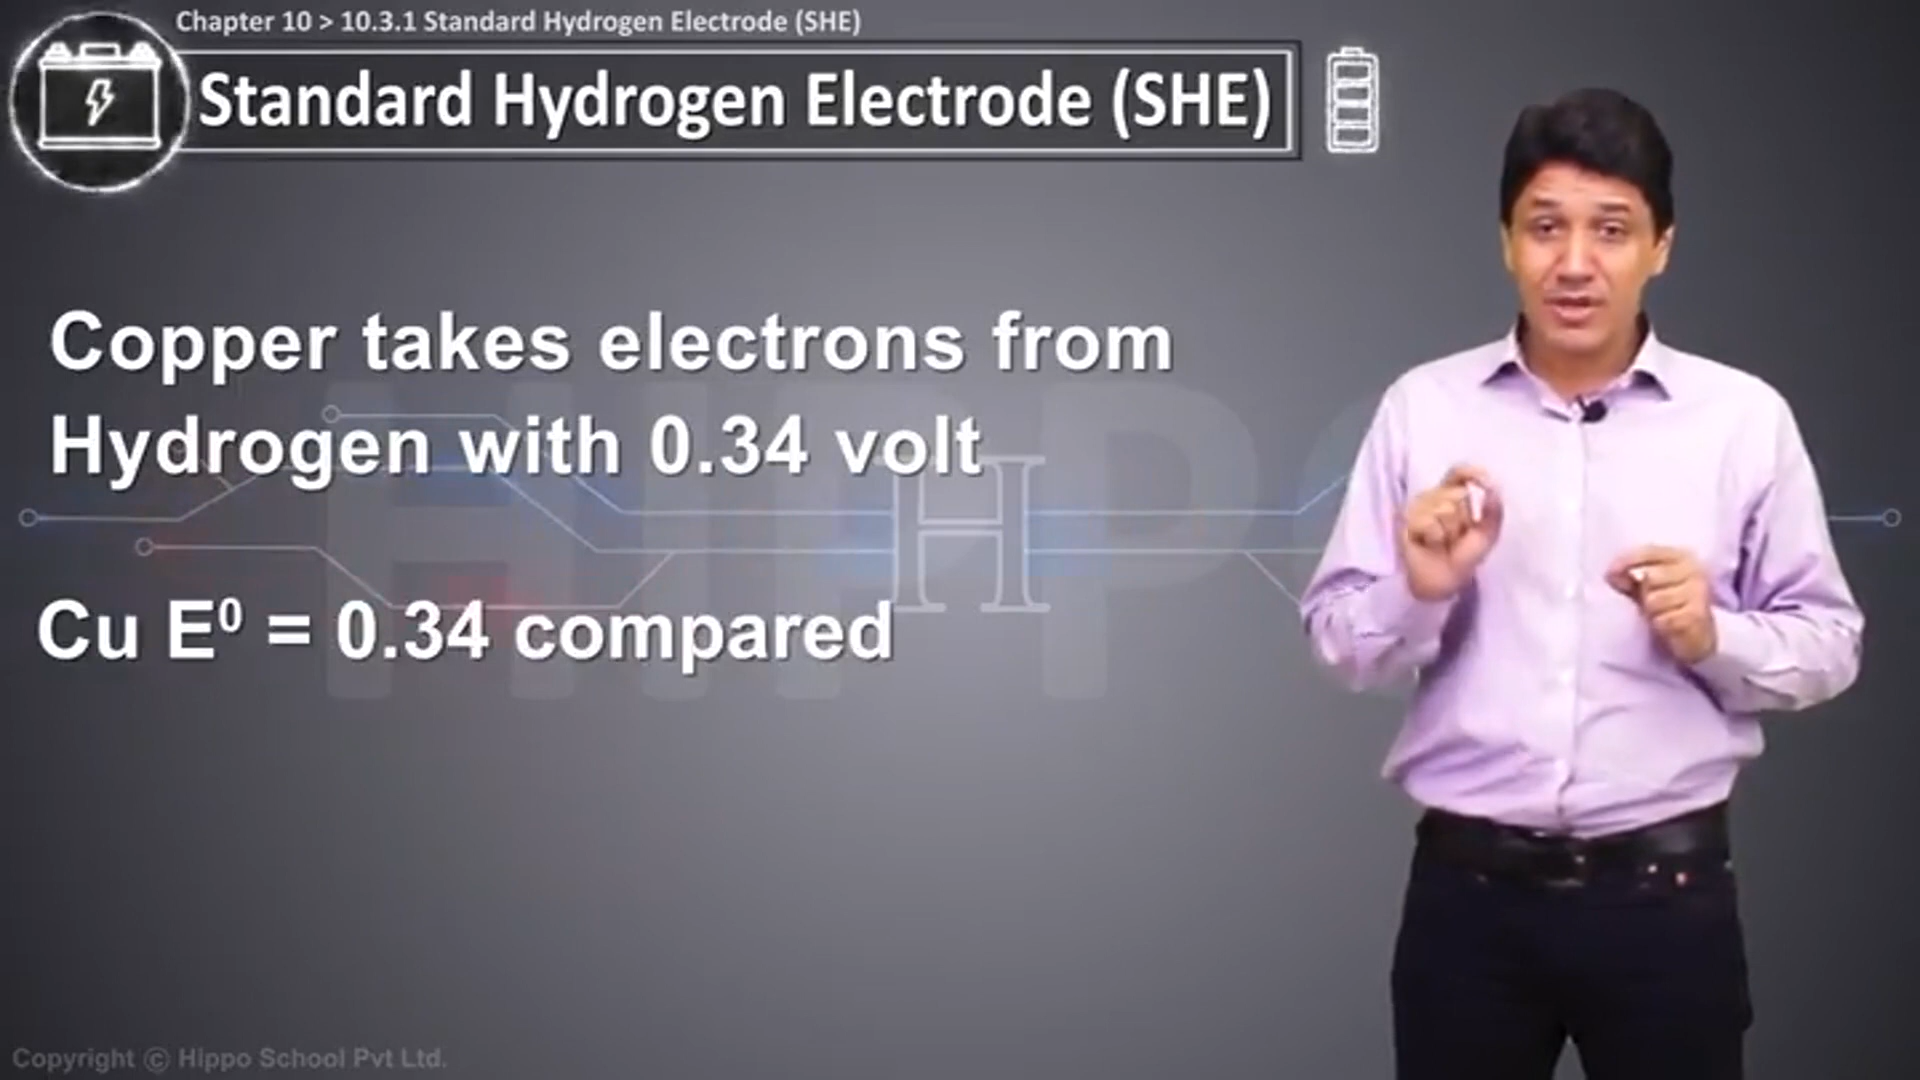 Chapter 10 > 10.3.1 Standard Hydrogen Electrode (SHE)
Standard Hydrogen Electrode (SHE)
Copper takes electrons from
Hydrogen with 0.34 volt
H
Cu E⁰ = 0.34 compared
Copyright © Hippo School Pvt Ltd.